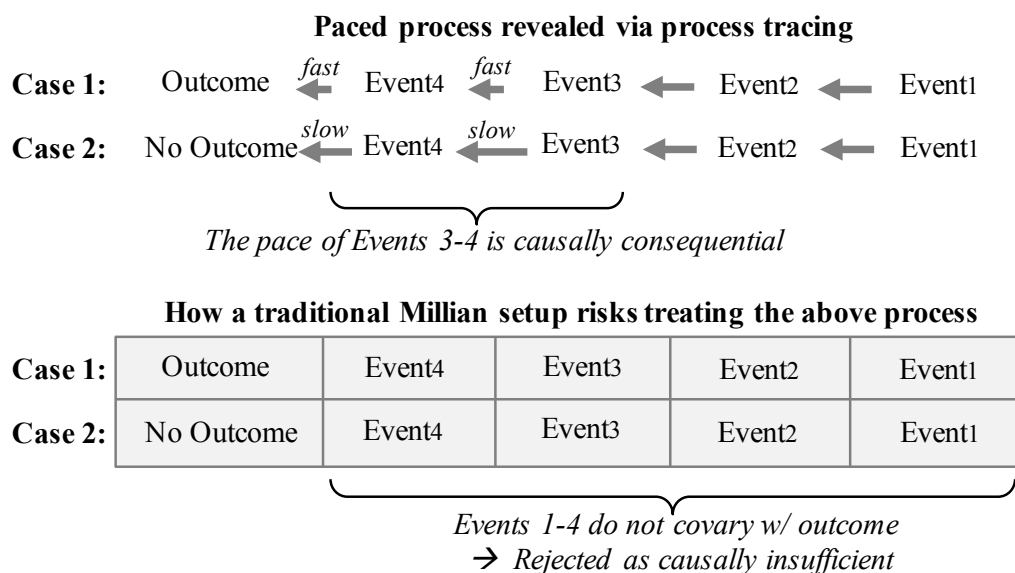 Paced process revealed via process tracing
fast fast
Case 1: Outcome Event4 Event3 Event2 Event1
slow slow
Case 2: No Outcome Event4 Event3 Event2 Event1
The pace of Events 3-4 is causally consequential
How a traditional Millian setup risks treating the above process
Case 1: Outcome Event4 Event3 Event2 Event1
Case 2: No Outcome Event4 Event3 Event2 Event1
Events 1-4 do not covary w/ outcome
→ Rejected as causally insufficient